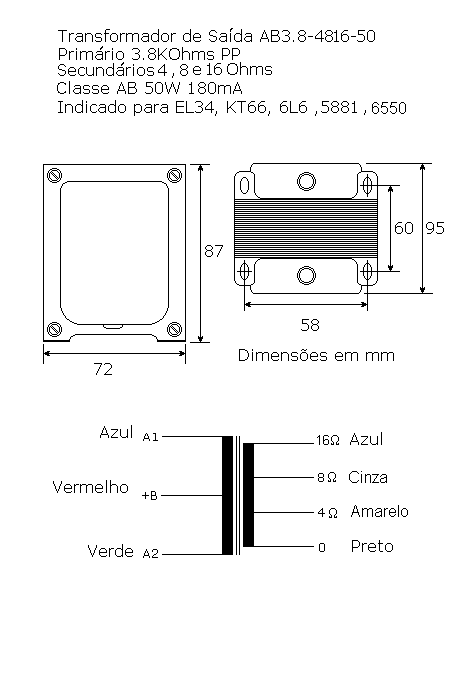 Transformador de Saída AB3.8-4816-50
Primário 3.8KOhms PP
Secundários 4 , 8 e 16 Ohms
Classe AB 50W 180mA
Indicado para EL34, KT66, 6L6 ,5881 , 6550
87
60
95
58
72
Dimensões em mm
Azul A1
16Ω Azul
8Ω Cinza
Vermelho +B
4Ω Amarelo
Verde A2
0 Preto